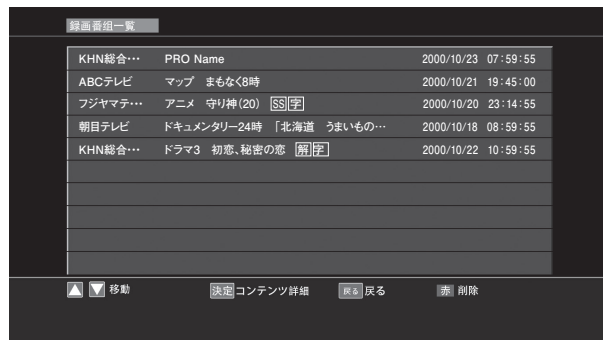 録画番組一覧
KHN総合… PRO Name 2000/10/23 07:59:55
ABCテレビ マップ まもなく8時 2000/10/21 19:45:00
フジヤマテ… アニメ 守り神(20) SS字 2000/10/20 23:14:55
朝目テレビ ドキュメンタリー24時 「北海道 うまいもの… 2000/10/18 08:59:55
KHN総合… ドラマ3 初恋、秘密の恋 解字 2000/10/22 10:59:55
移動 決定 コンテンツ詳細 戻る 戻る 赤 削除